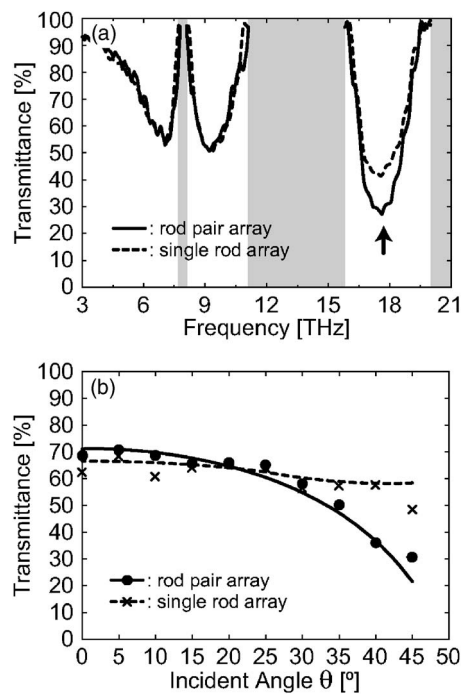 (a)
Transmittance [%]
100
90
80
70
60
50
40
30
20
10
0
: rod pair array
: single rod array
3 6 9 12 15 18 21
Frequency [THz]
(b)
Transmittance [%]
100
90
80
70
60
50
40
30
20
10
0
: rod pair array
: single rod array
0 5 10 15 20 25 30 35 40 45 50
Incident Angle θ [º]